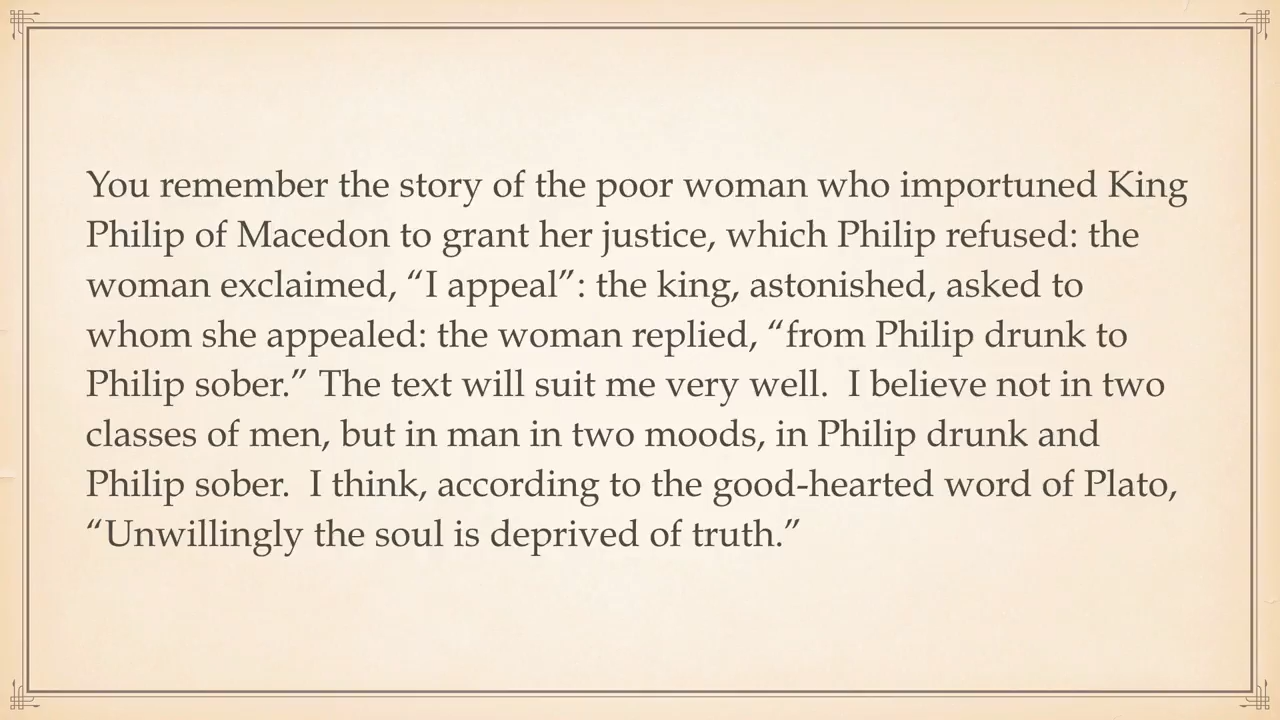 You remember the story of the poor woman who importuned King
Philip of Macedon to grant her justice, which Philip refused: the
woman exclaimed, “I appeal”: the king, astonished, asked to
whom she appealed: the woman replied, “from Philip drunk to
Philip sober.” The text will suit me very well.  I believe not in two
classes of men, but in man in two moods, in Philip drunk and
Philip sober.  I think, according to the good-hearted word of Plato,
“Unwillingly the soul is deprived of truth.”